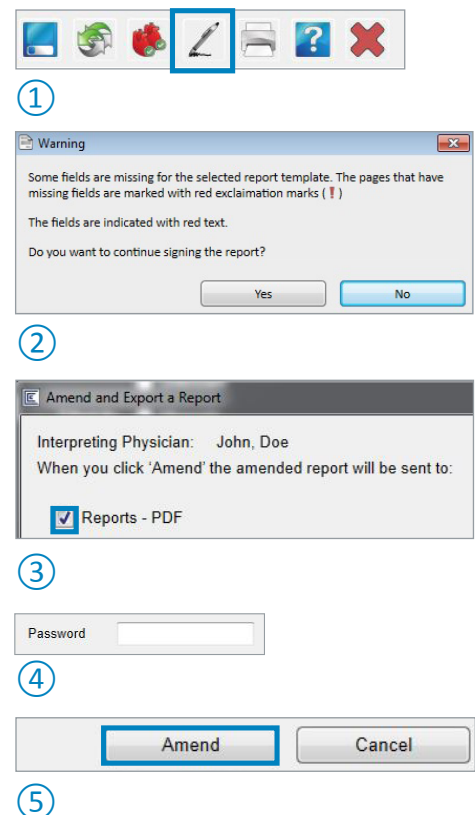 ?
①
Warning
Some fields are missing for the selected report template. The pages that have
missing fields are marked with red exclaimation marks ( ! )
The fields are indicated with red text.
Do you want to continue signing the report?
Yes No
②
Amend and Export a Report
Interpreting Physician: John, Doe
When you click 'Amend' the amended report will be sent to:
Reports - PDF
③
Password
④
Amend Cancel
⑤